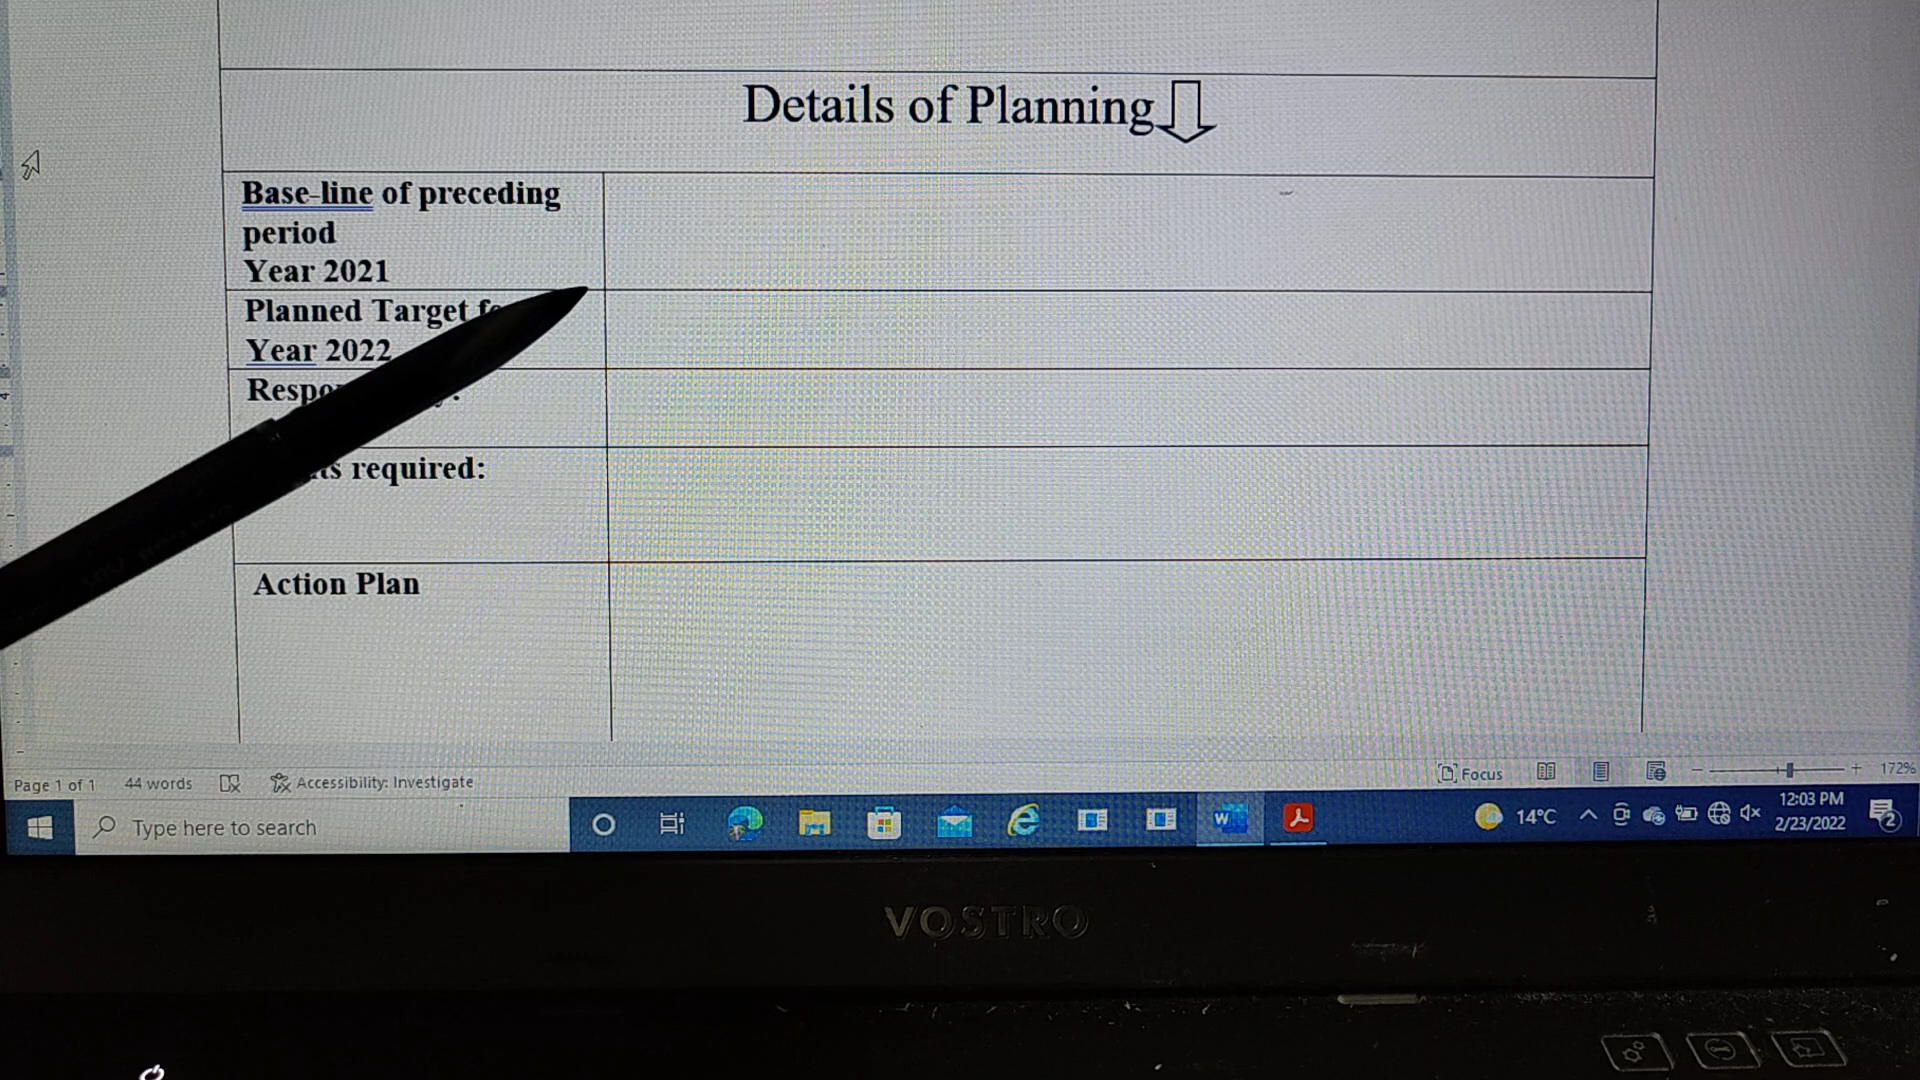 Details of Planning
Base-line of preceding
period
Year 2021
Planned Target
Year 2022
required:
Action Plan
Page 1 of 1 44 words Accessibility: Investigate Focus 172%
Type here to search 14°C 12:03 PM
2/23/2022 2
VOSTRO